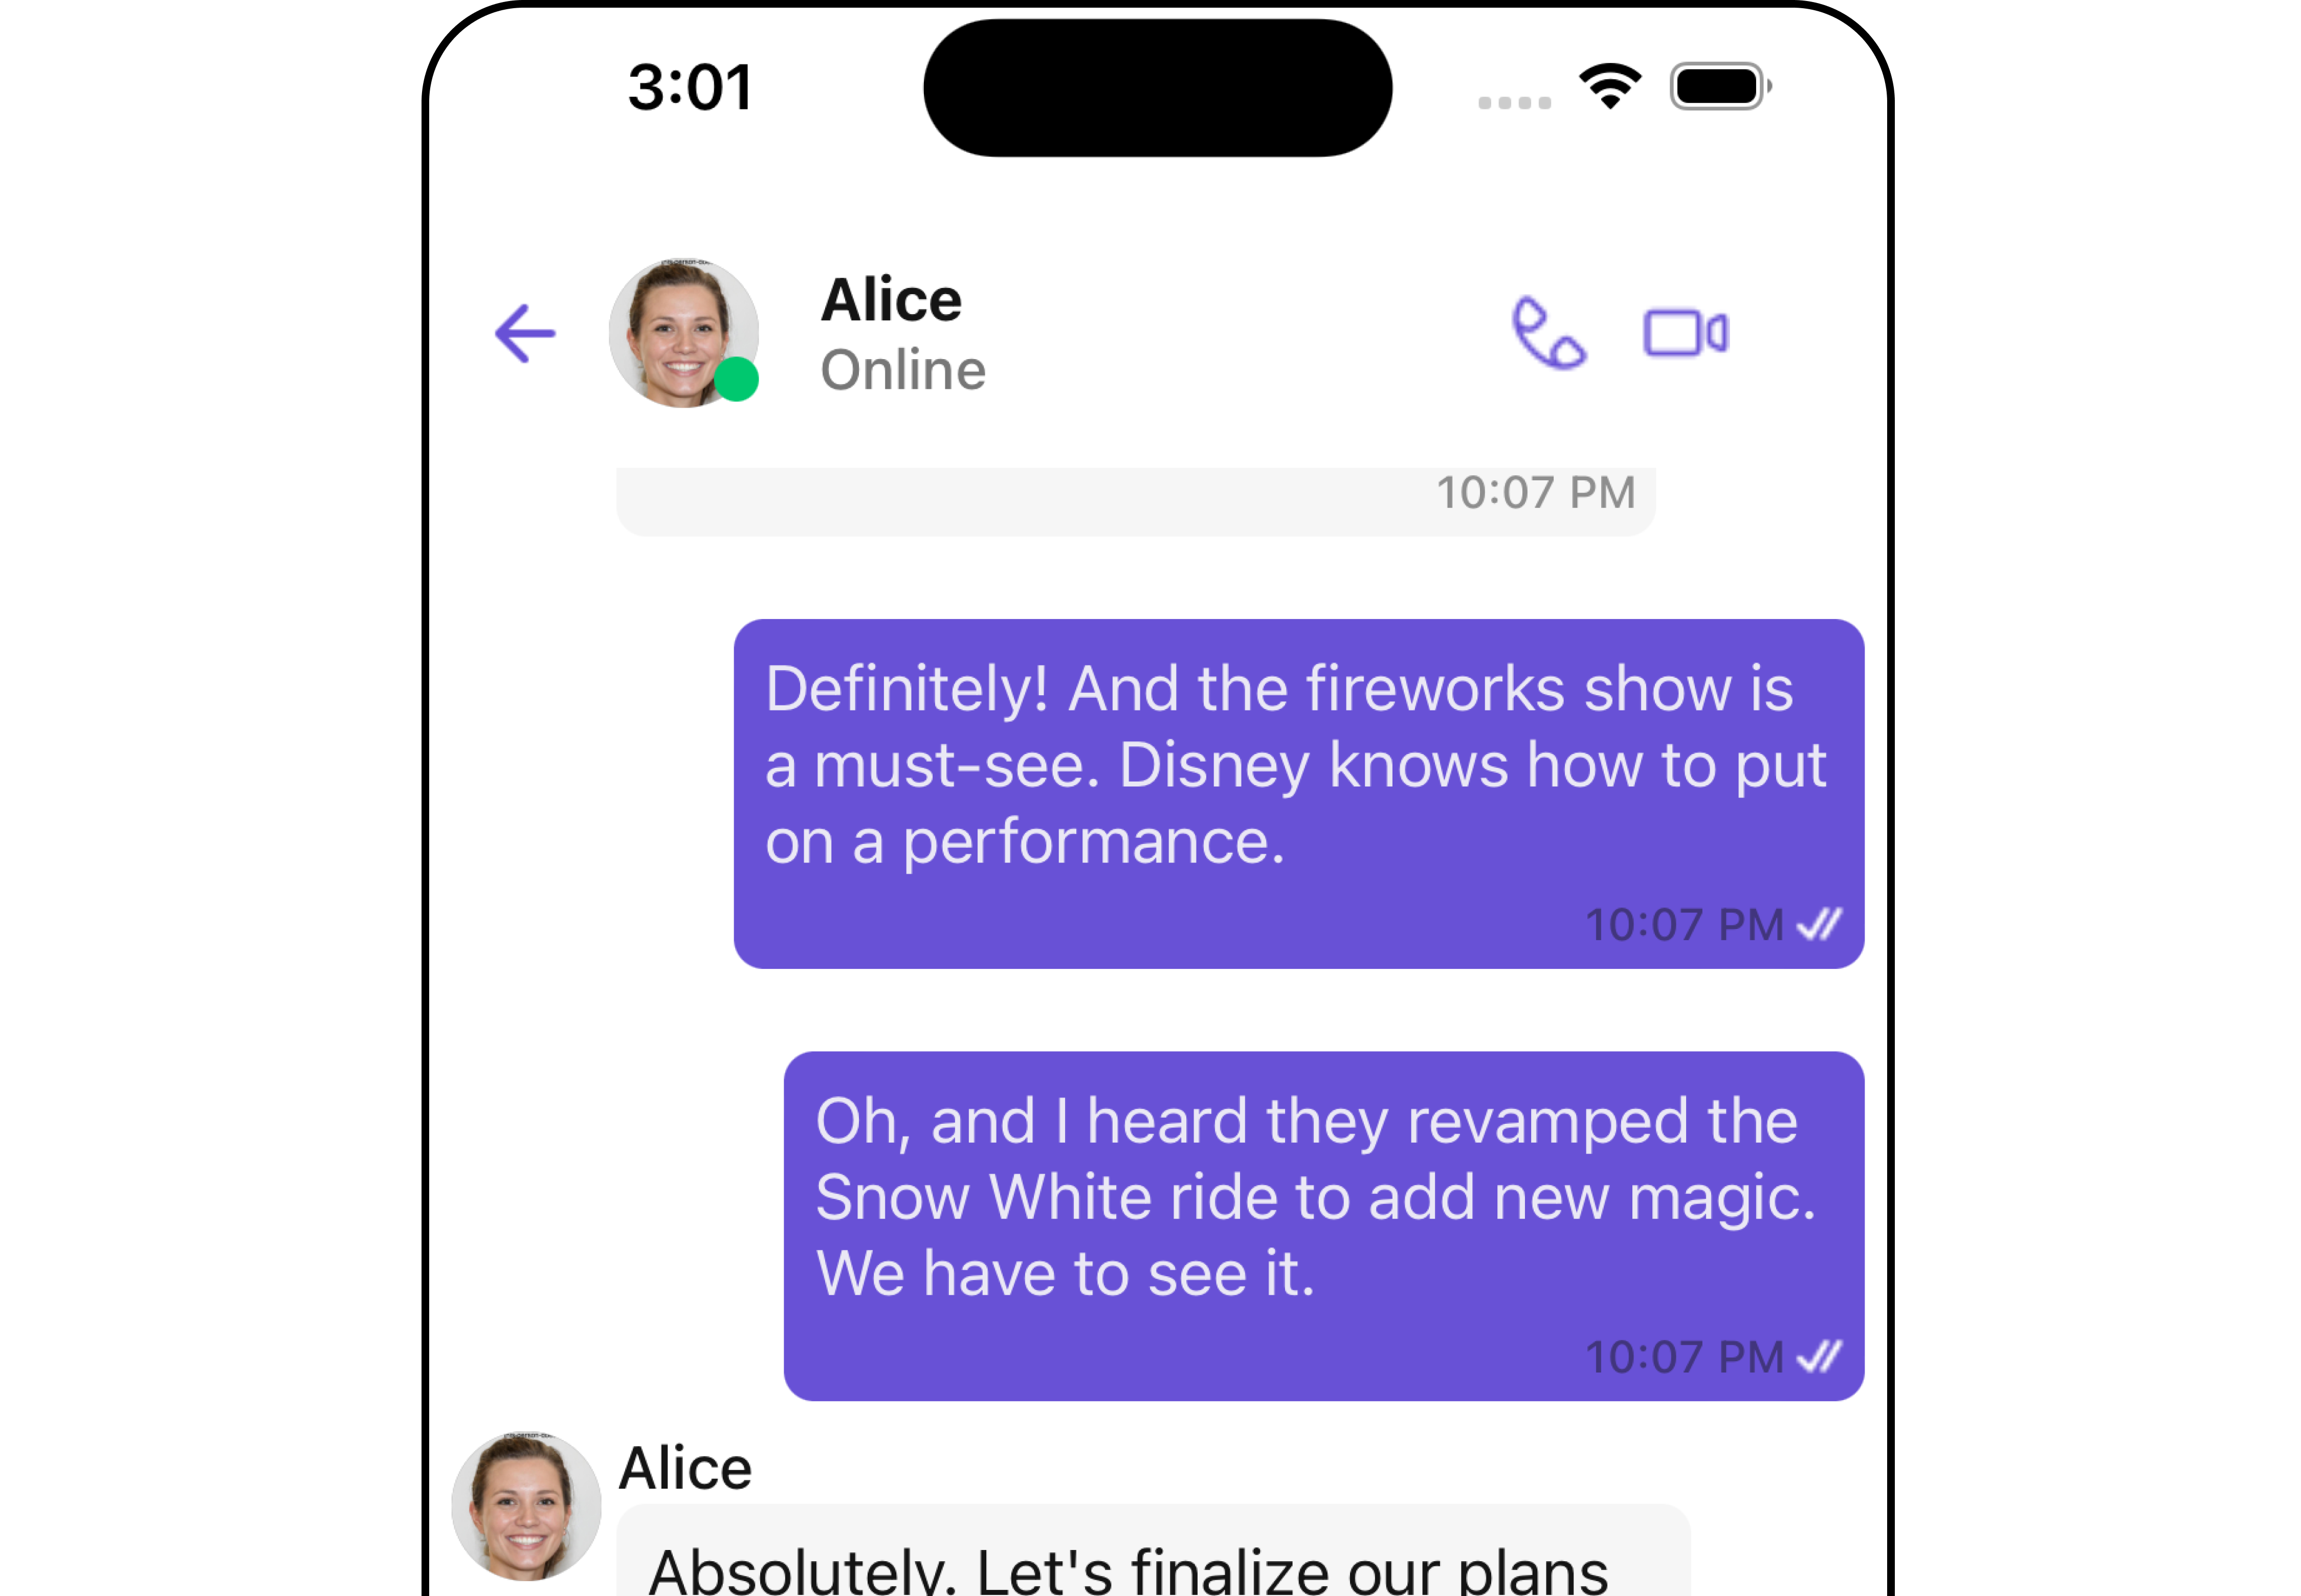 3:01
Alice
Online
10:07 PM
Definitely! And the fireworks show is
a must-see. Disney knows how to put
on a performance.
10:07 PM
Oh, and I heard they revamped the
Snow White ride to add new magic.
We have to see it.
10:07 PM
Alice
Absolutely. Let's finalize our plans